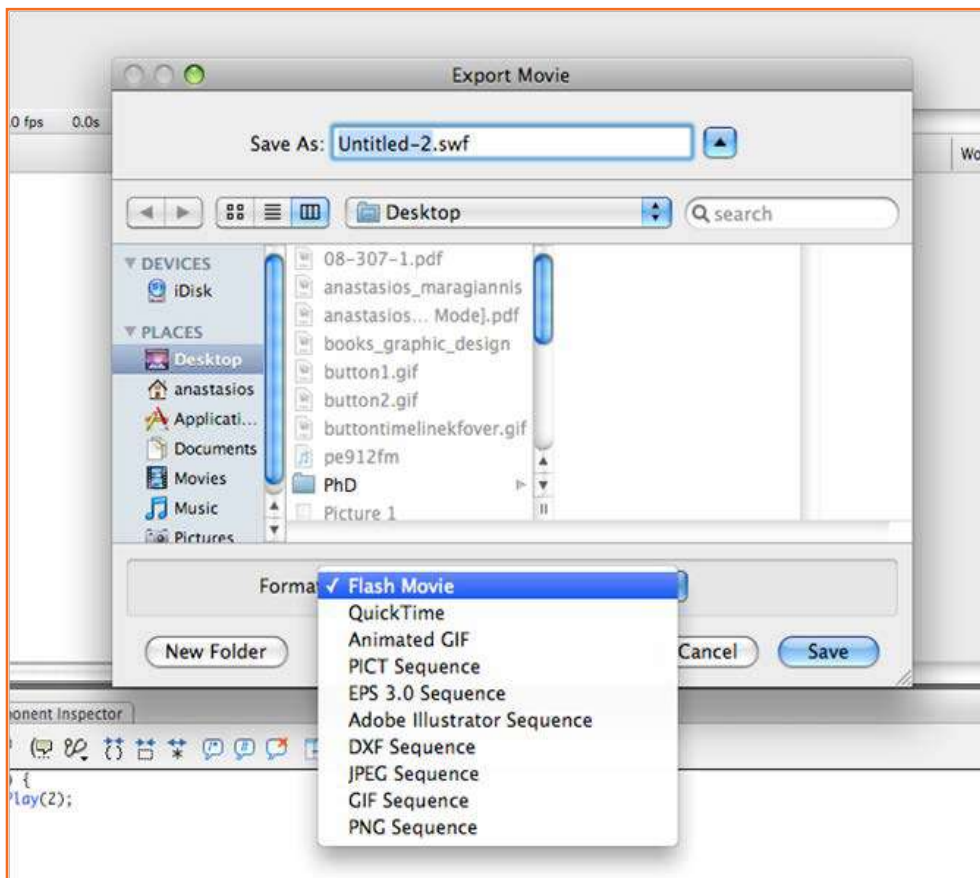 Export Movie
.0 fps 0.0s
Save As: Untitled-2.swf
Wo
Desktop
search
DEVICES
iDisk
PLACES
Desktop
anastasios
Applicati...
Documents
Movies
Music
Pictures
08-307-1.pdf
anastasios_maragiannis
anastasios... Mode].pdf
books_graphic_design
button1.gif
button2.gif
buttontimelinekfover.gif
pe912fm
PhD
Picture 1
Forma
Flash Movie
QuickTime
Animated GIF
PICT Sequence
EPS 3.0 Sequence
Adobe Illustrator Sequence
DXF Sequence
JPEG Sequence
GIF Sequence
PNG Sequence
New Folder
Cancel
Save
ponent Inspector
) {
Play(2);